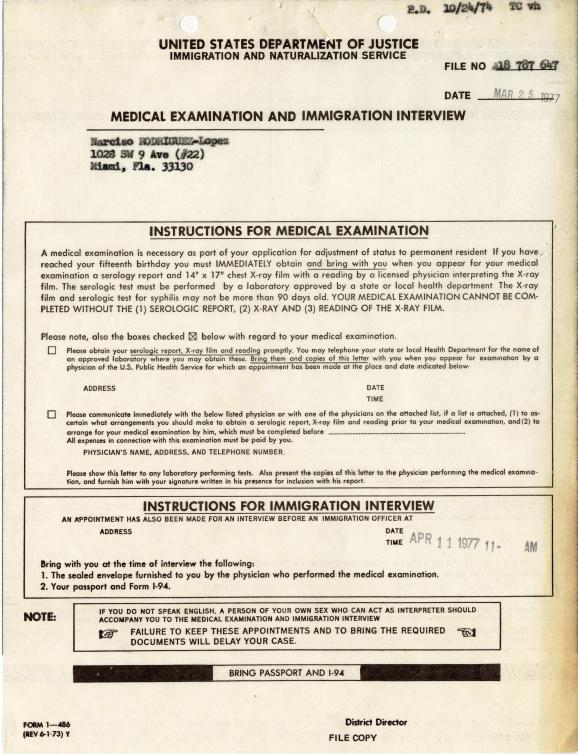 P.D. 10/24/74 TC vh
UNITED STATES DEPARTMENT OF JUSTICE
IMMIGRATION AND NATURALIZATION SERVICE
FILE NO A18 787 647
DATE MAR 25 1977
MEDICAL EXAMINATION AND IMMIGRATION INTERVIEW
Narciso RODRIGUEZ-Lopez
1028 SW 9 Ave (#22)
Miami, Fla. 33130
INSTRUCTIONS FOR MEDICAL EXAMINATION
A medical examination is necessary as part of your application for adjustment of status to permanent resident If you have
reached your fifteenth birthday you must IMMEDIATELY obtain and bring with you when you appear for your medical
examination a serology report and 14" x 17" chest X-ray film with a reading by a licensed physician interpreting the X-ray
film. The serologic test must be performed by a laboratory approved by a state or local health department The X-ray
film and serologic test for syphilis may not be more than 90 days old. YOUR MEDICAL EXAMINATION CANNOT BE COM-
PLETED WITHOUT THE (1) SEROLOGIC REPORT, (2) X-RAY AND (3) READING OF THE X-RAY FILM.
Please note, also the boxes checked ☒ below with regard to your medical examination.
☐ Please obtain your serologic report, X-ray film and reading promptly. You may telephone your state or local Health Department for the name of
an approved laboratory where you may obtain these. Bring them and copies of this letter with you when you appear for examination by a
physician of the U.S. Public Health Service for which an appointment has been made at the place and date indicated below:
ADDRESS DATE
TIME
☐ Please communicate immediately with the below listed physician or with one of the physicians on the attached list, if a list is attached, (1) to as-
certain what arrangements you should make to obtain a serologic report, X-ray film and reading prior to your medical examination, and (2) to
arrange for your medical examination by him, which must be completed before
All expenses in connection with this examination must be paid by you.
PHYSICIAN'S NAME, ADDRESS, AND TELEPHONE NUMBER.
Please show this letter to any laboratory performing tests. Also present the copies of this letter to the physician performing the medical examina-
tion, and furnish him with your signature written in his presence for inclusion with his report.
INSTRUCTIONS FOR IMMIGRATION INTERVIEW
AN APPOINTMENT HAS ALSO BEEN MADE FOR AN INTERVIEW BEFORE AN IMMIGRATION OFFICER AT
ADDRESS DATE
TIME APR 11 1977 11- AM
Bring with you at the time of interview the following:
1. The sealed envelope furnished to you by the physician who performed the medical examination.
2. Your passport and Form I-94.
NOTE:
IF YOU DO NOT SPEAK ENGLISH, A PERSON OF YOUR OWN SEX WHO CAN ACT AS INTERPRETER SHOULD
ACCOMPANY YOU TO THE MEDICAL EXAMINATION AND IMMIGRATION INTERVIEW
FAILURE TO KEEP THESE APPOINTMENTS AND TO BRING THE REQUIRED
DOCUMENTS WILL DELAY YOUR CASE.
BRING PASSPORT AND I-94
FORM I—486
(REV 6-1-73) Y
District Director
FILE COPY